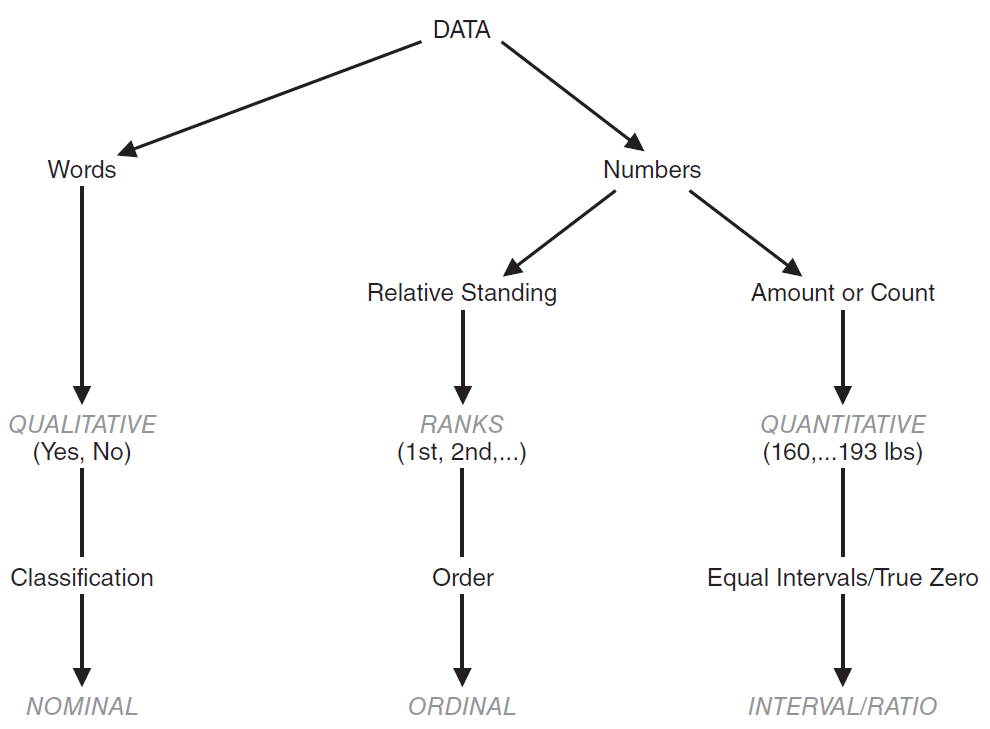 DATA
Words
Numbers
Relative Standing
Amount or Count
QUALITATIVE
(Yes, No)
RANKS
(1st, 2nd,...)
QUANTITATIVE
(160,...193 lbs)
Classification
Order
Equal Intervals/True Zero
NOMINAL
ORDINAL
INTERVAL/RATIO